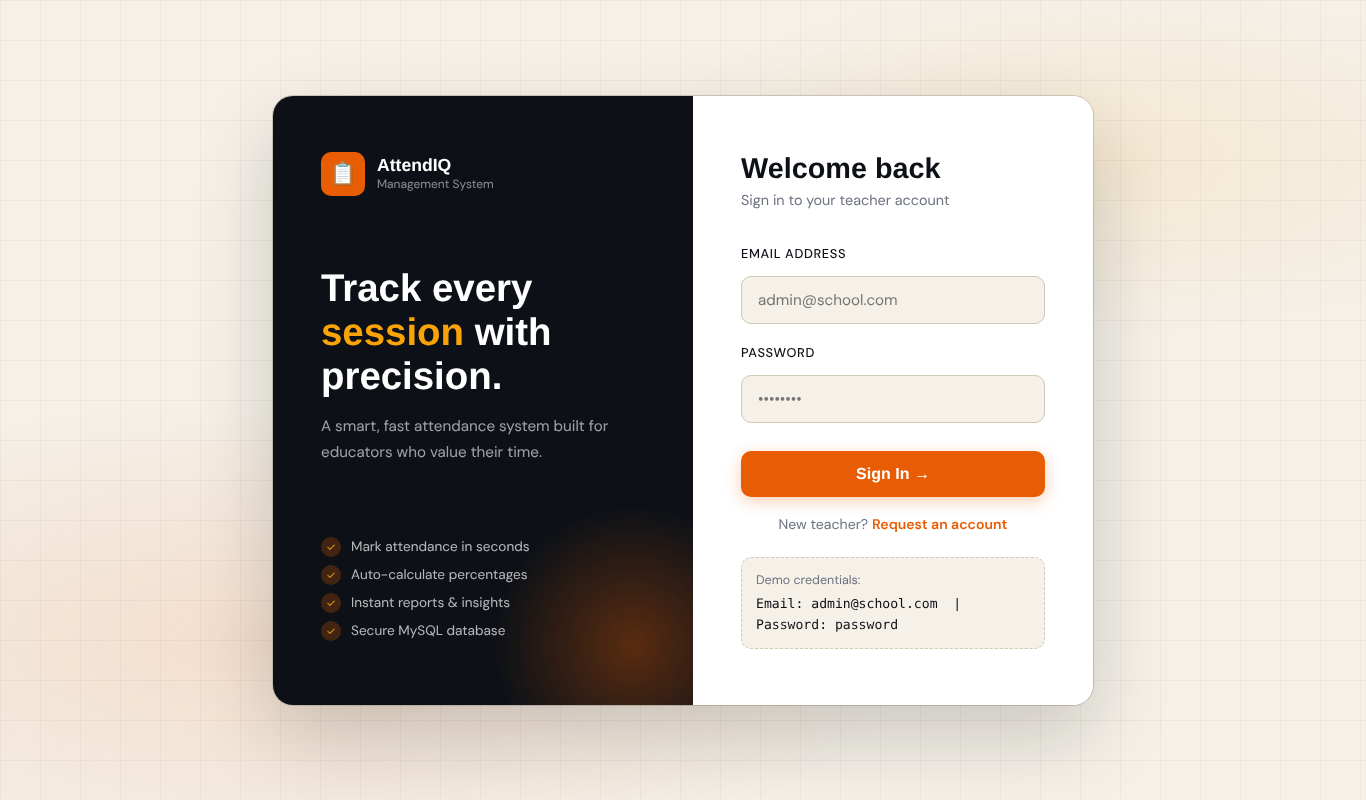 AttendIQ
Management System
Track every
session with
precision.
A smart, fast attendance system built for
educators who value their time.
Mark attendance in seconds
Auto-calculate percentages
Instant reports & insights
Secure MySQL database
Welcome back
Sign in to your teacher account
EMAIL ADDRESS
admin@school.com
PASSWORD
••••••••
Sign In →
New teacher? Request an account
Demo credentials:
Email: admin@school.com |
Password: password